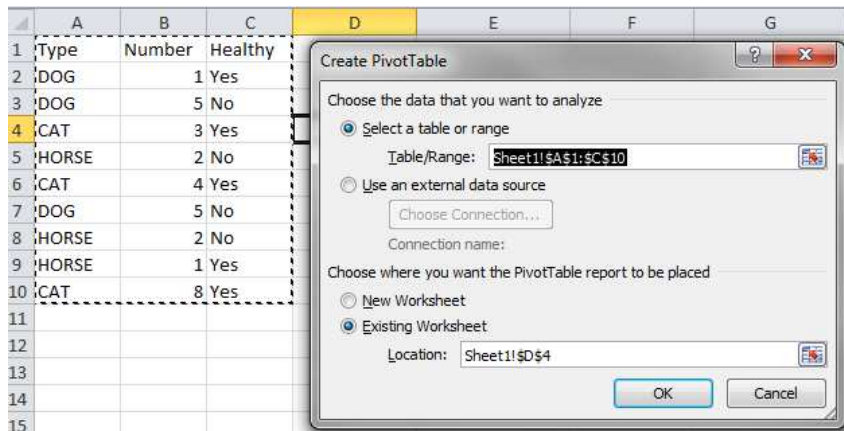 A B C D E F G
1 Type Number Healthy
2 DOG 1 Yes
3 DOG 5 No
4 CAT 3 Yes
5 HORSE 2 No
6 CAT 4 Yes
7 DOG 5 No
8 HORSE 2 No
9 HORSE 1 Yes
10 CAT 8 Yes
11
12
13
14
15
Create PivotTable ?
Choose the data that you want to analyze
Select a table or range
Table/Range: Sheet1!$A$1:$C$10
Use an external data source
Choose Connection...
Connection name:
Choose where you want the PivotTable report to be placed
New Worksheet
Existing Worksheet
Location: Sheet1!$D$4
OK Cancel